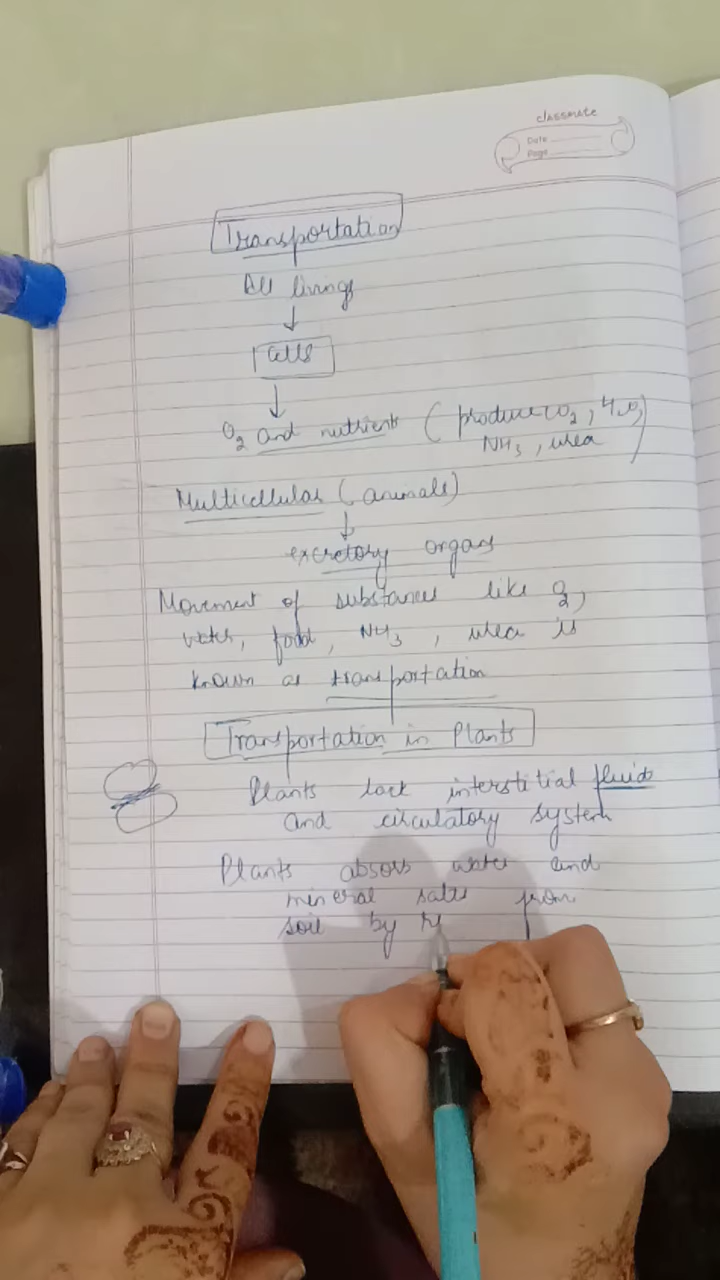 classmate
Date
Page
Transportation
All livings
↓
cells
↓
O2 and nutrients (produce CO2, H2O,
NH3, urea)
Multicellular (animals)
↓
excretory organs
Movement of substances like O2,
water, food, NH3, urea is
known as transportation
Transportation in Plants
Plants lack interstitial fluids
and circulatory system
Plants absorb water and
mineral salts from
soil by